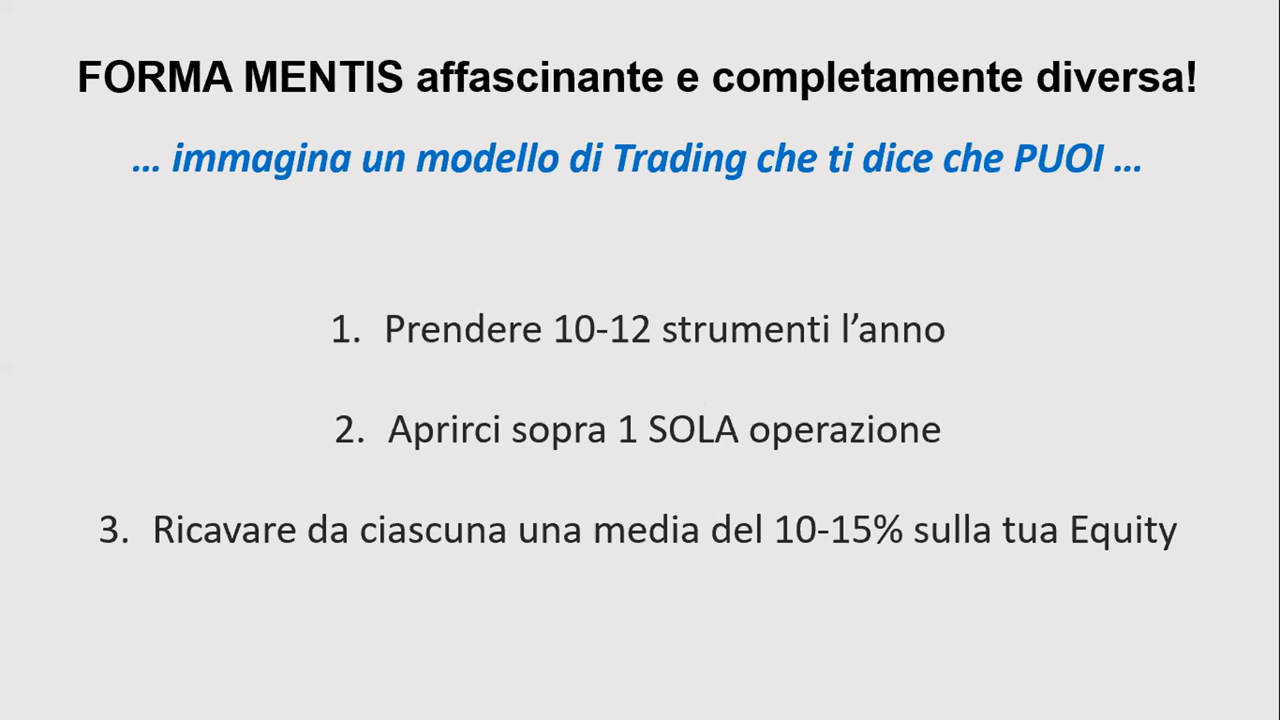 FORMA MENTIS affascinante e completamente diversa!
... immagina un modello di Trading che ti dice che PUOI ...
1. Prendere 10-12 strumenti l’anno
2. Aprirci sopra 1 SOLA operazione
3. Ricavare da ciascuna una media del 10-15% sulla tua Equity